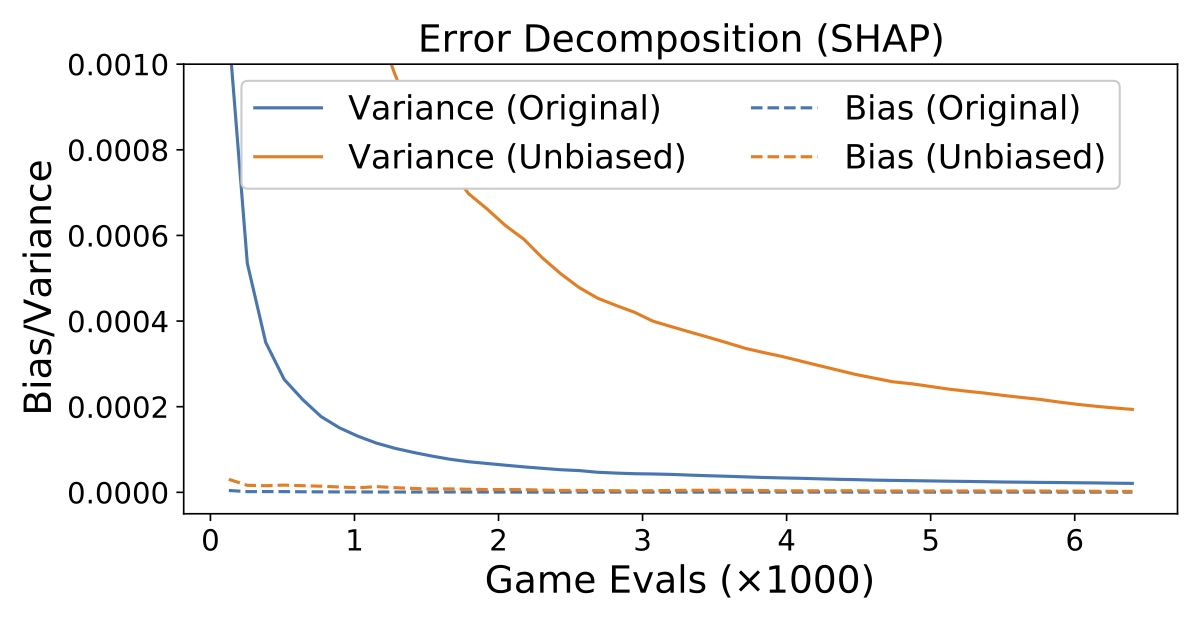 Error Decomposition (SHAP)
Bias/Variance
0.0010
0.0008
0.0006
0.0004
0.0002
0.0000
Variance (Original)
Variance (Unbiased)
Bias (Original)
Bias (Unbiased)
0 1 2 3 4 5 6
Game Evals (×1000)